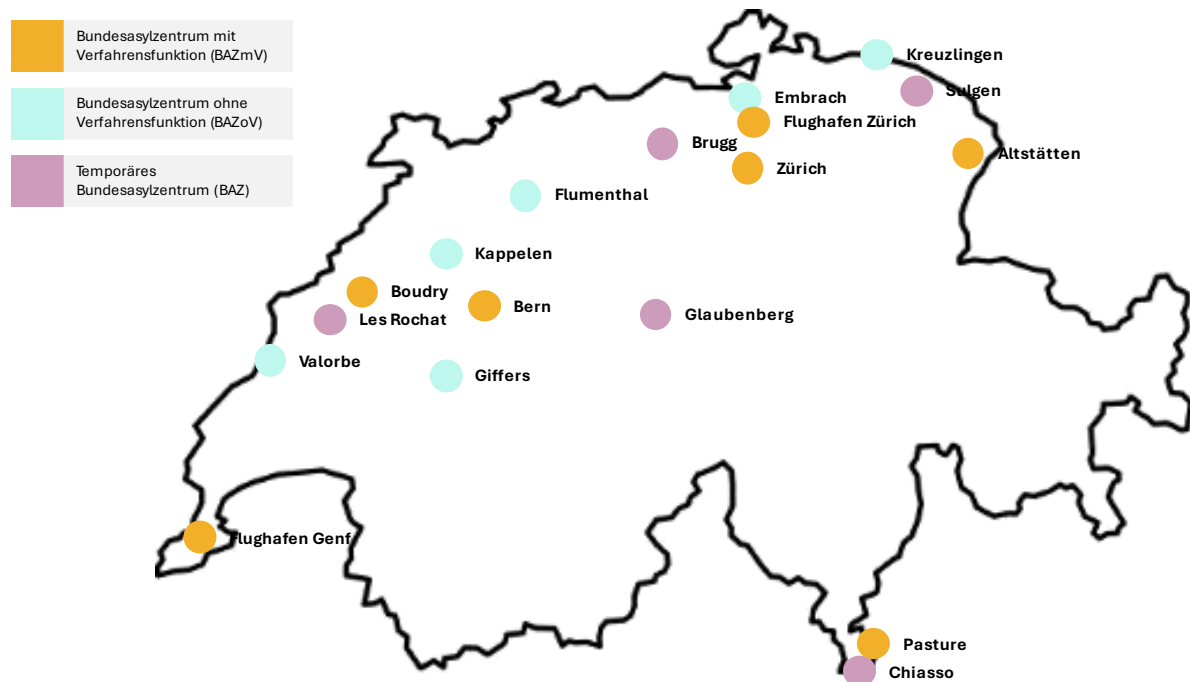 Bundesasylzentrum mit
Verfahrensfunktion (BAZmV)
Bundesasylzentrum ohne
Verfahrensfunktion (BAZoV)
Temporäres
Bundesasylzentrum (BAZ)
Kreuzlingen
Sulgen
Embrach
Flughafen Zürich
Brugg
Altstätten
Zürich
Flumenthal
Kappelen
Boudry
Bern
Les Rochat
Glaubenberg
Valorbe
Giffers
Flughafen Genf
Pasture
Chiasso